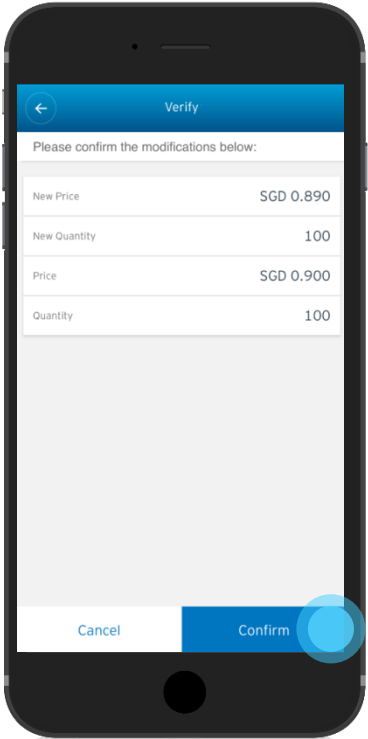 Verify
Please confirm the modifications below:
New Price SGD 0.890
New Quantity 100
Price SGD 0.900
Quantity 100
Cancel Confirm